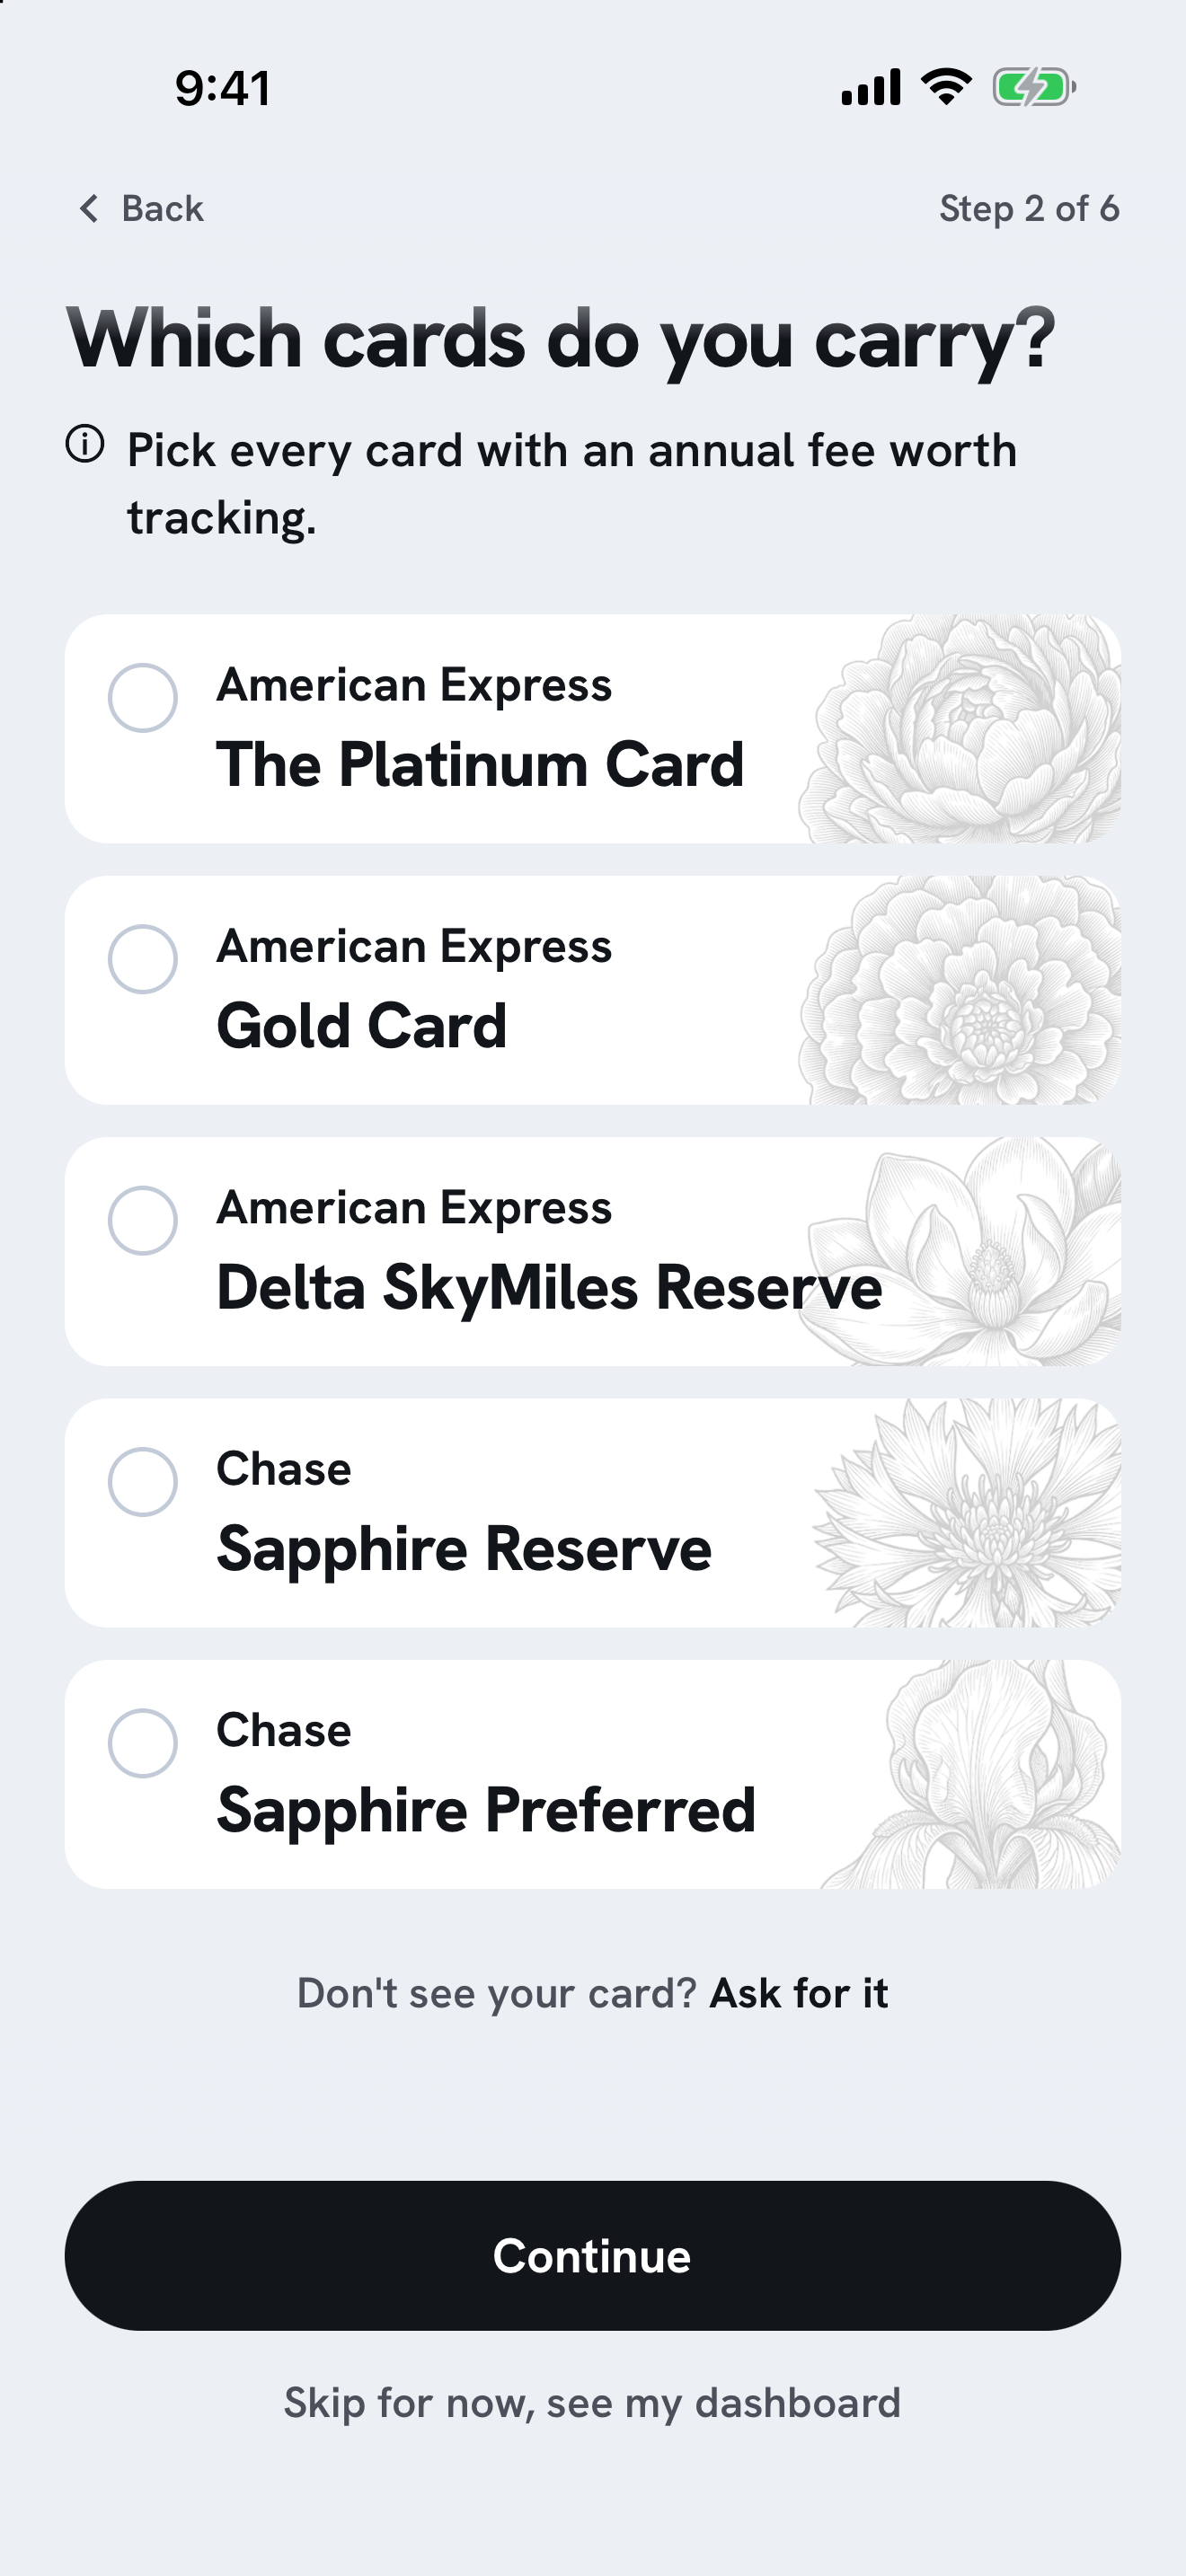 9:41
Back
Step 2 of 6
Which cards do you carry?
Pick every card with an annual fee worth
tracking.
American Express
The Platinum Card
American Express
Gold Card
American Express
Delta SkyMiles Reserve
Chase
Sapphire Reserve
Chase
Sapphire Preferred
Don't see your card? Ask for it
Continue
Skip for now, see my dashboard